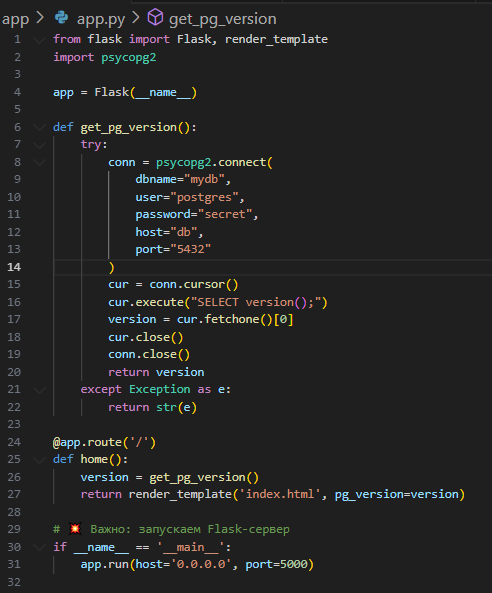 app > app.py > get_pg_version
1 from flask import Flask, render_template
2 import psycopg2
3
4 app = Flask(__name__)
5
6 def get_pg_version():
7     try:
8         conn = psycopg2.connect(
9             dbname="mydb",
10             user="postgres",
11             password="secret",
12             host="db",
13             port="5432"
14         )
15         cur = conn.cursor()
16         cur.execute("SELECT version();")
17         version = cur.fetchone()[0]
18         cur.close()
19         conn.close()
20         return version
21     except Exception as e:
22         return str(e)
23
24 @app.route('/')
25 def home():
26     version = get_pg_version()
27     return render_template('index.html', pg_version=version)
28
29 # 💥 Важно: запускаем Flask-сервер
30 if __name__ == '__main__':
31     app.run(host='0.0.0.0', port=5000)
32